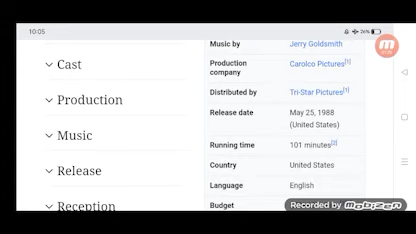 10:05
26%
Cast
Production
Music
Release
Reception
Music by Jerry Goldsmith
Production company Carolco Pictures[1]
Distributed by Tri-Star Pictures[1]
Release date May 25, 1988
(United States)
Running time 101 minutes[2]
Country United States
Language English
Budget
Recorded by Mobizen